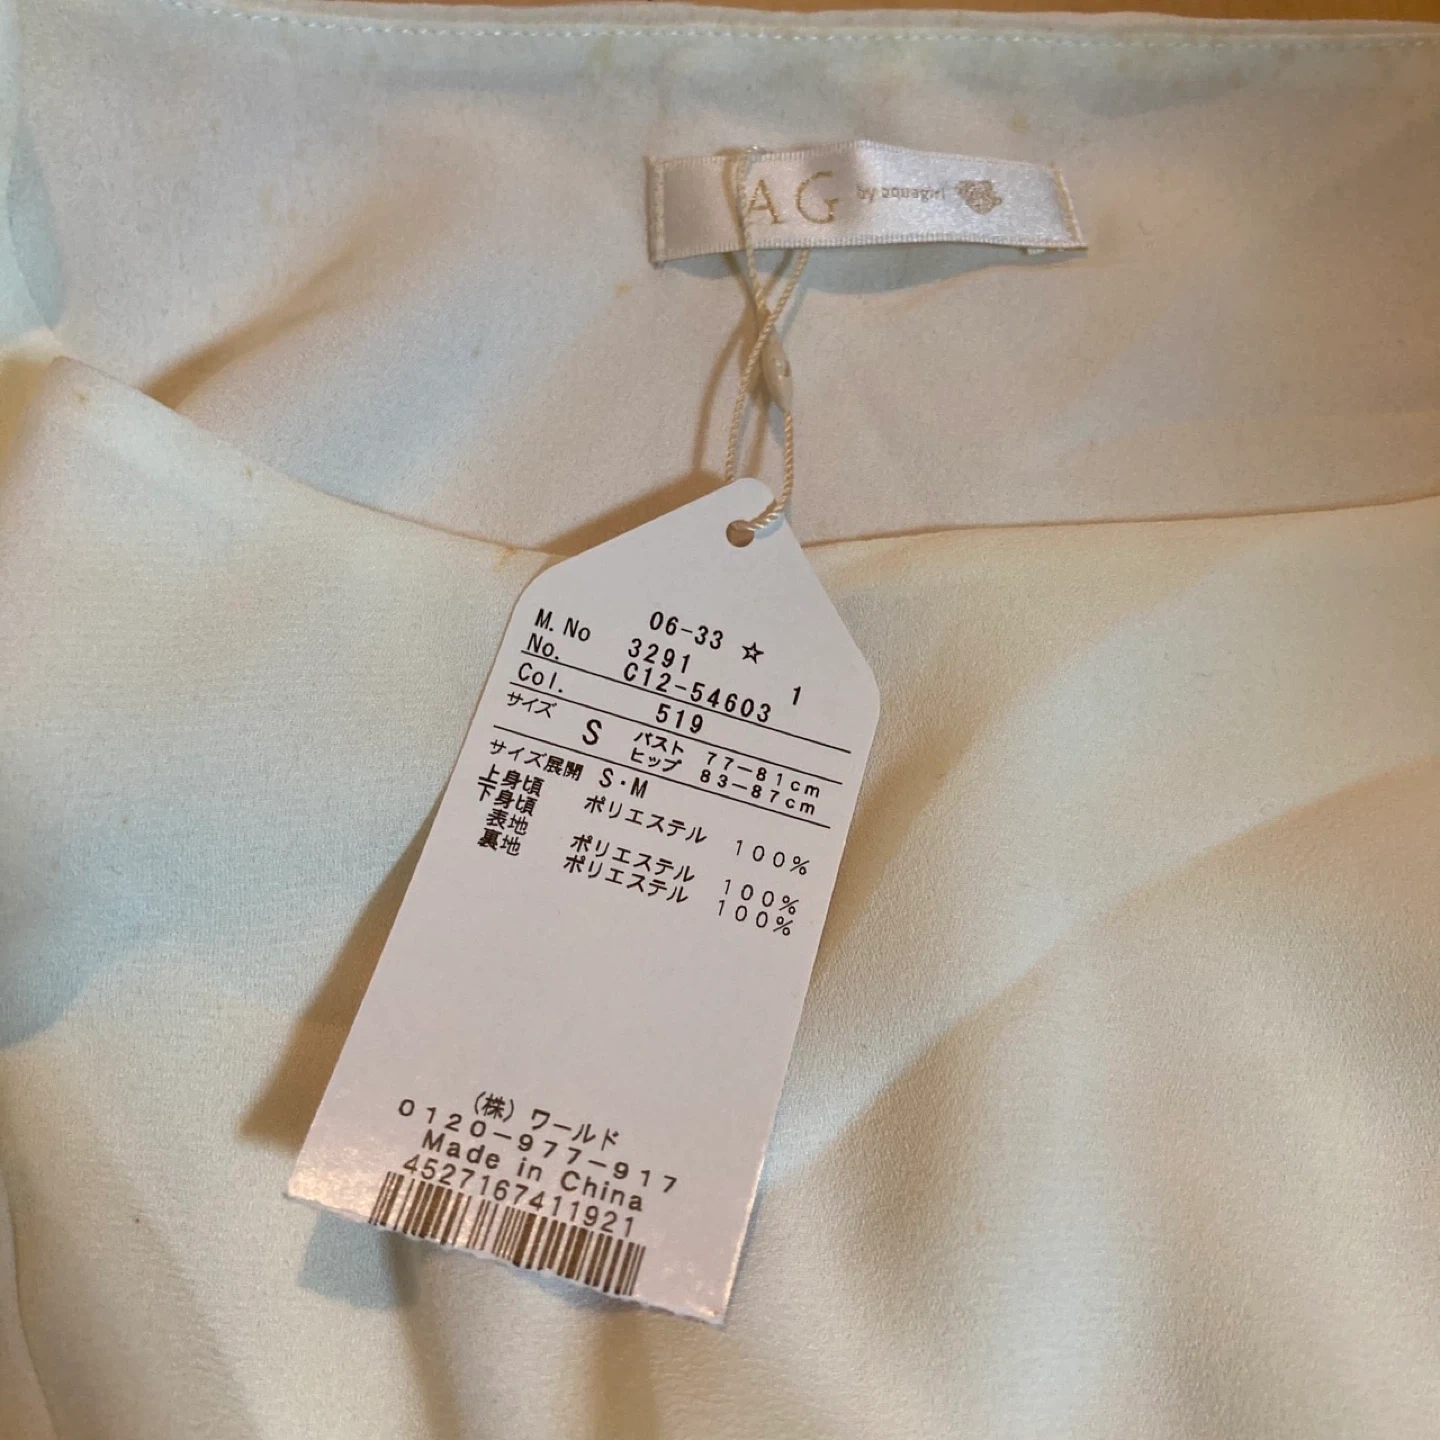 AG by aquagirl
06-33 ☆
M.No 3291 1
No. C12-54603
Col. 519
サイズ S バスト 77-81cm
ヒップ 83-87cm
サイズ展開 S・M
上身頃 ポリエステル 100%
下身頃
表地 ポリエステル 100%
裏地 ポリエステル 100%
(株)ワールド
0120-977-917
Made in China
4527167411921